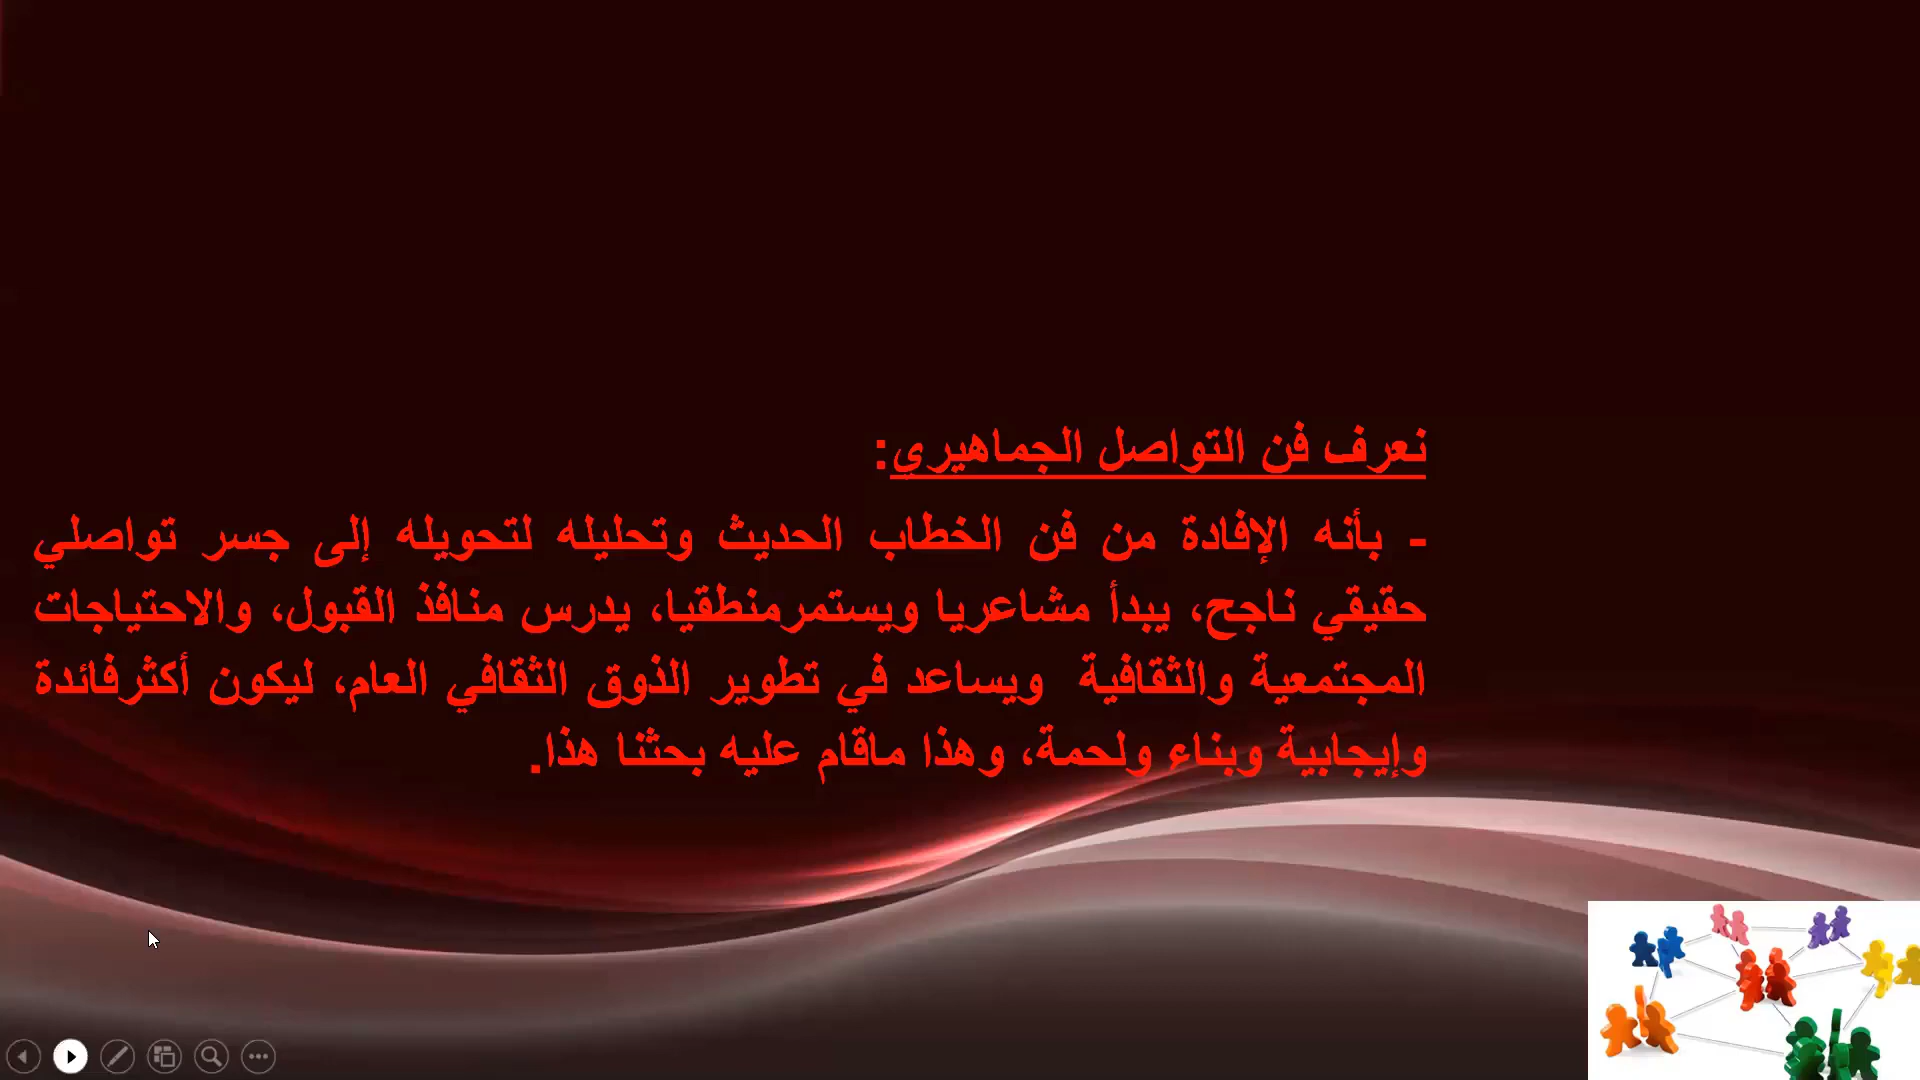 نعرف فن التواصل الجماهيري:
- بأنه الإفادة من فن الخطاب الحديث وتحليله لتحويله إلى جسر تواصلي
حقيقي ناجح، يبدأ مشاعريا ويستمرمنطقيا، يدرس منافذ القبول، والاحتياجات
المجتمعية والثقافية ويساعد في تطوير الذوق الثقافي العام، ليكون أكثرفائدة
وإيجابية وبناء ولحمة، وهذا ماقام عليه بحثنا هذا.